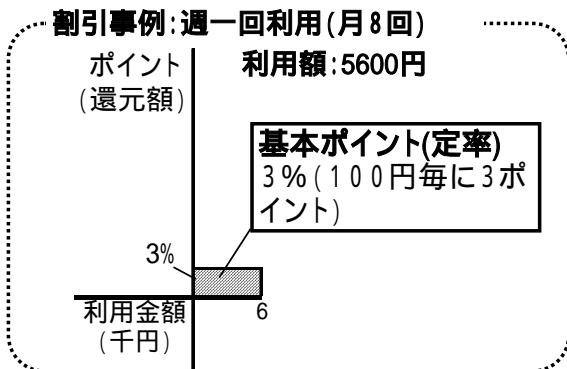 割引事例:週一回利用(月8回)
ポイント
(還元額)
利用額:5600円
基本ポイント(定率)
3%(100円毎に3ポ
イント)
3%
利用金額
(千円)
6